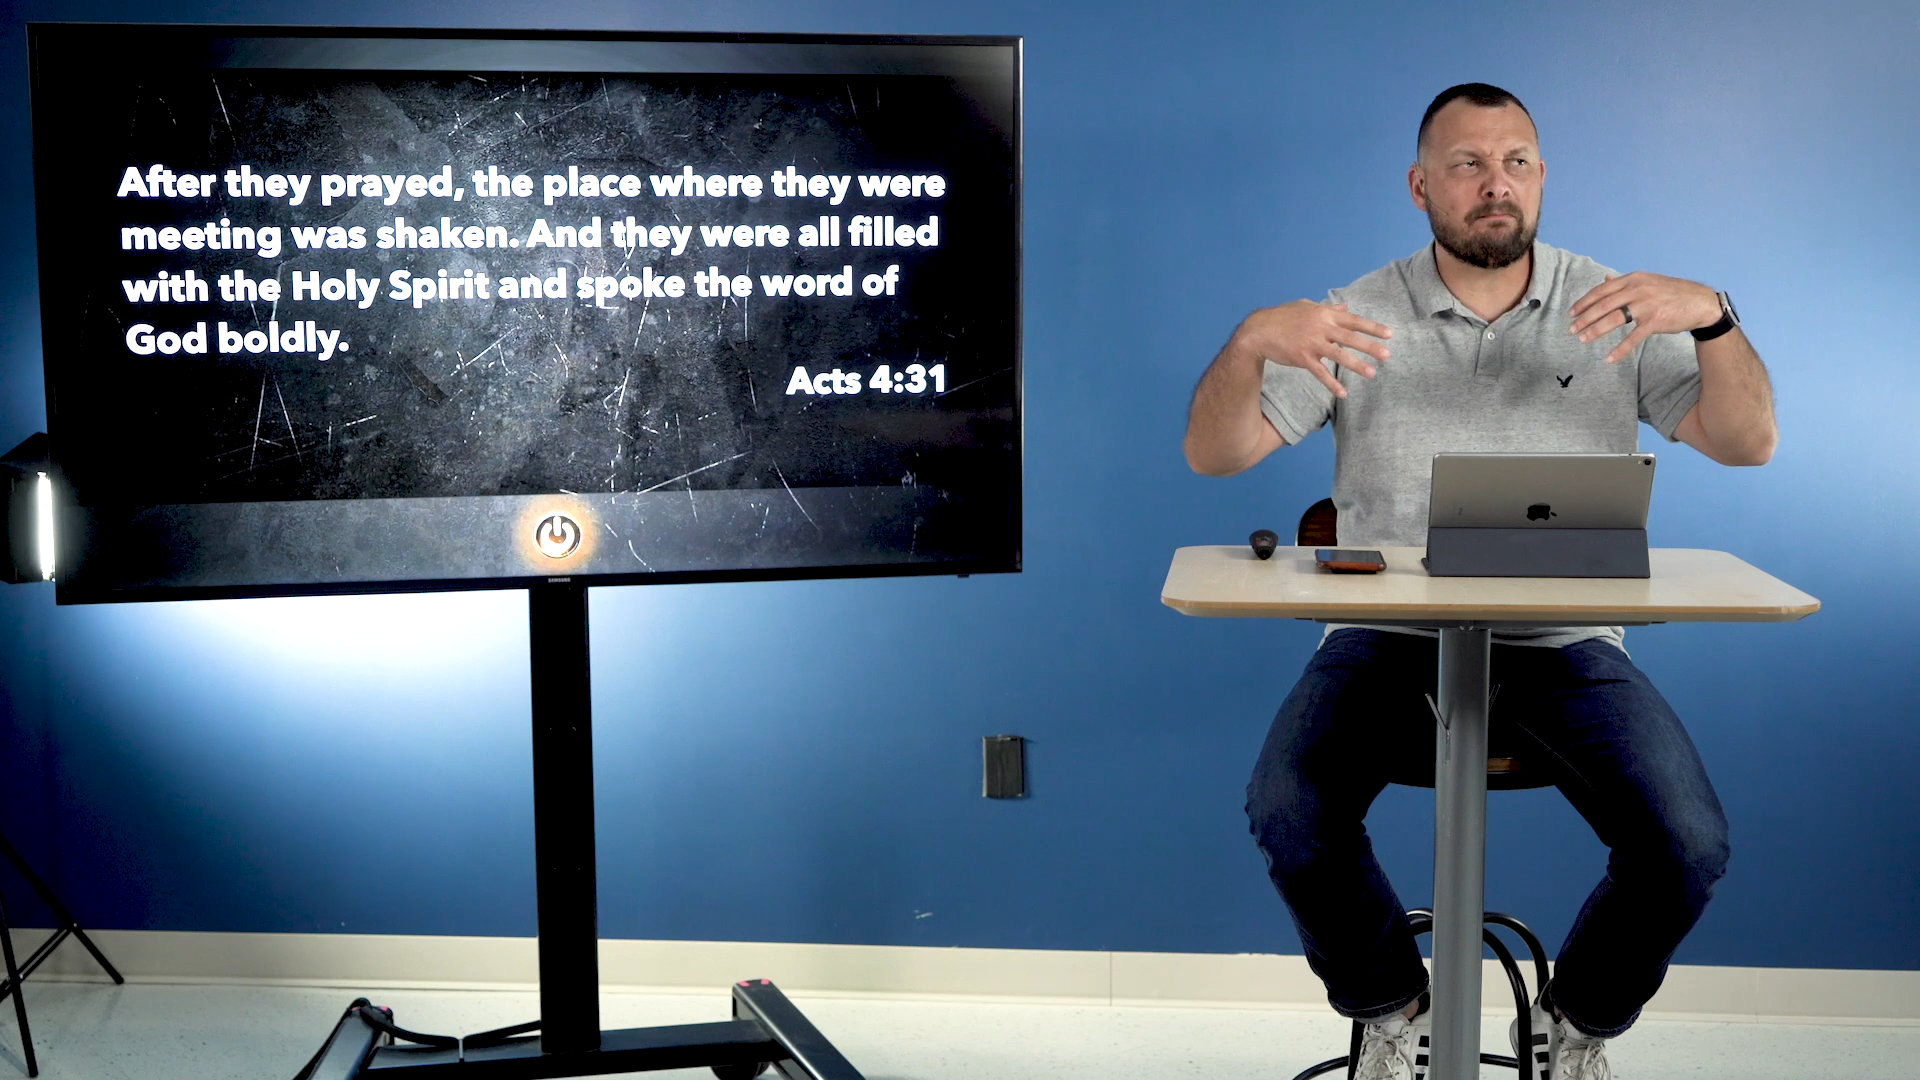 After they prayed, the place where they were
meeting was shaken. And they were all filled
with the Holy Spirit and spoke the word of
God boldly.
Acts 4:31
SAMSUNG